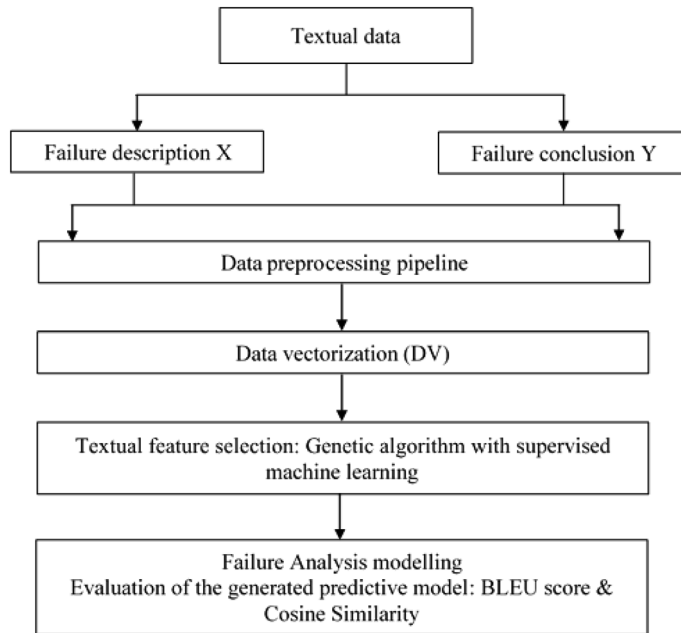 Textual data
Failure description X
Failure conclusion Y
Data preprocessing pipeline
Data vectorization (DV)
Textual feature selection: Genetic algorithm with supervised
machine learning
Failure Analysis modelling
Evaluation of the generated predictive model: BLEU score &
Cosine Similarity